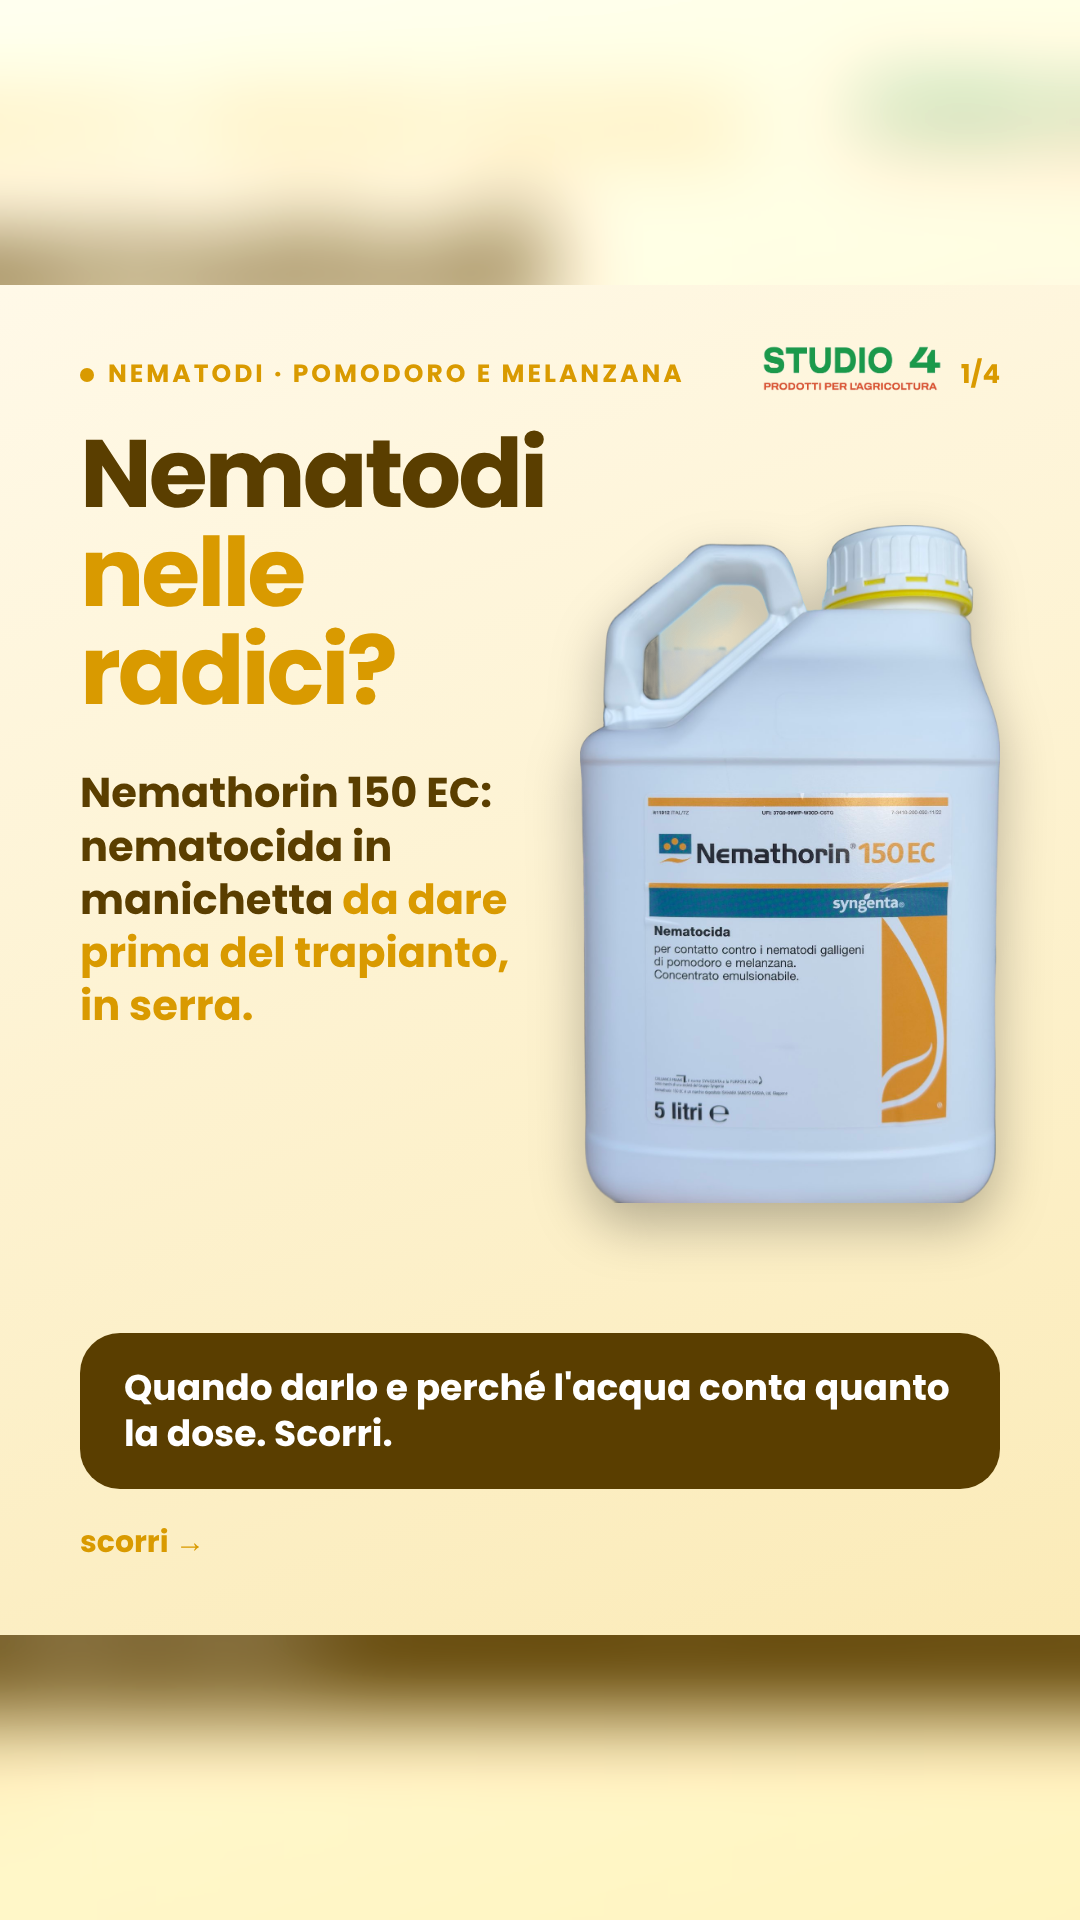 NEMATODI · POMODORO E MELANZANA
STUDIO 4
PRODOTTI PER L'AGRICOLTURA
1/4
Nematodi
nelle
radici?
Nemathorin 150 EC:
nematocida in
manichetta da dare
prima del trapianto,
in serra.
Nemathorin® 150 EC
syngenta®
Nematocida
per contatto contro i nematodi galligeni
di pomodoro e melanzana.
Concentrato emulsionabile.
5 litri ℮
Quando darlo e perché l'acqua conta quanto
la dose. Scorri.
scorri →